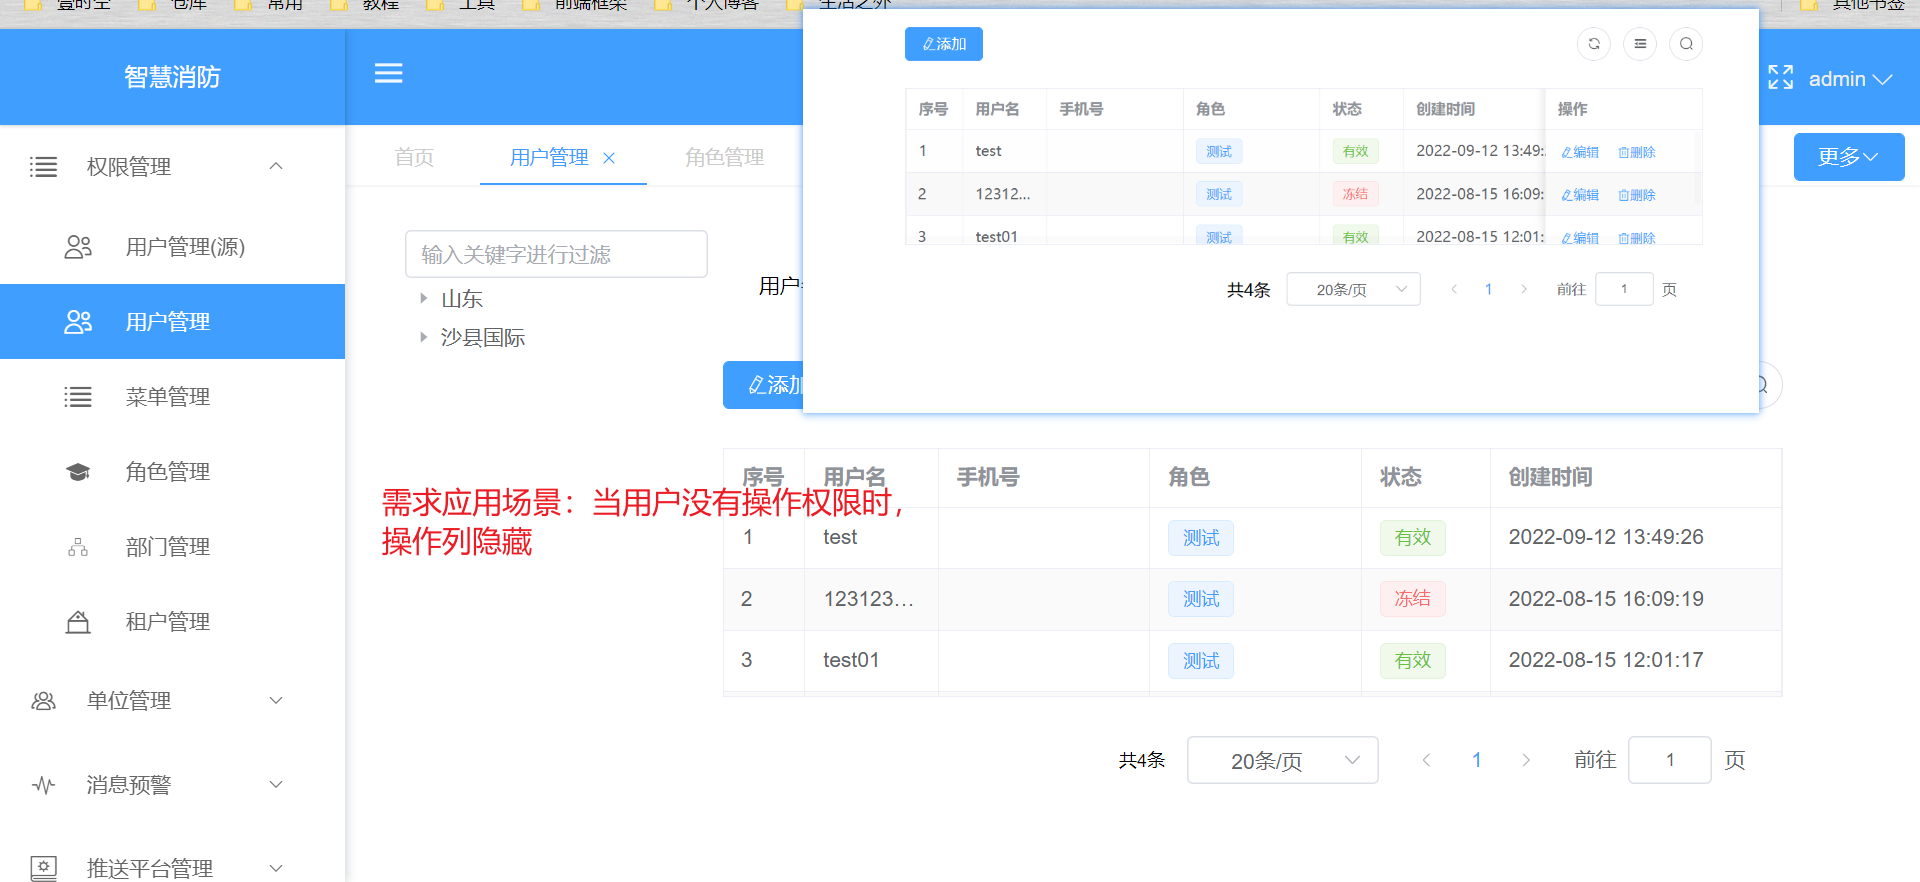 壹时空 仓库 常用 教程 工具 前端框架 个人博客 生活之外 其他书签
智慧消防
admin
首页 用户管理 角色管理
更多
权限管理
用户管理(源)
用户管理
菜单管理
角色管理
部门管理
租户管理
单位管理
消息预警
推送平台管理
输入关键字进行过滤
山东
沙县国际
用户
添加
添加
序号 用户名 手机号 角色 状态 创建时间 操作
1 test 测试 有效 2022-09-12 13:49: 编辑 删除
2 12312... 测试 冻结 2022-08-15 16:09: 编辑 删除
3 test01 测试 有效 2022-08-15 12:01: 编辑 删除
共4条 20条/页 1 前往 1 页
需求应用场景：当用户没有操作权限时，
操作列隐藏
序号 用户名 手机号 角色 状态 创建时间
1 test 测试 有效 2022-09-12 13:49:26
2 123123... 测试 冻结 2022-08-15 16:09:19
3 test01 测试 有效 2022-08-15 12:01:17
共4条 20条/页 1 前往 1 页